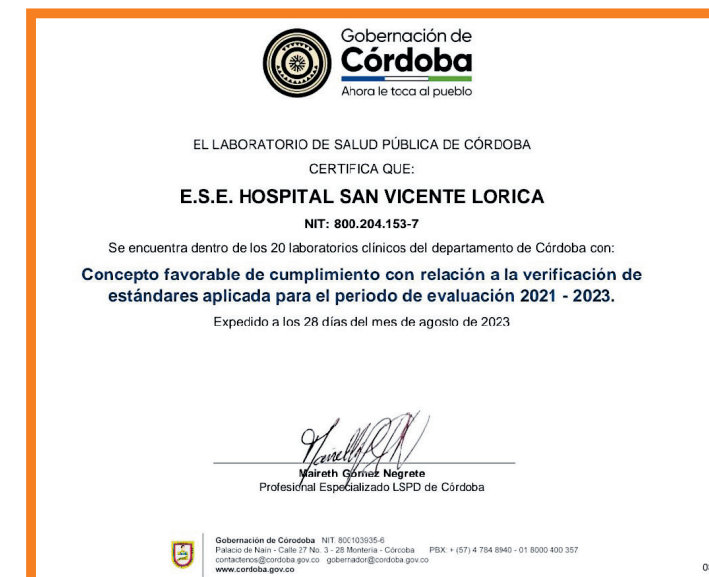 Gobernación de
Córdoba
Ahora le toca al pueblo
EL LABORATORIO DE SALUD PÚBLICA DE CÓRDOBA
CERTIFICA QUE:
E.S.E. HOSPITAL SAN VICENTE LORICA
NIT: 800.204.153-7
Se encuentra dentro de los 20 laboratorios clínicos del departamento de Córdoba con:
Concepto favorable de cumplimiento con relación a la verificación de
estándares aplicada para el periodo de evaluación 2021 - 2023.
Expedido a los 28 días del mes de agosto de 2023
Maireth Gómez Negrete
Profesional Especializado LSPD de Córdoba
Gobernación de Córodoba NIT. 800103935-6
Palacio de Naín - Calle 27 No. 3 - 28 Montería - Córcoba PBX: + (57) 4 784 8940 - 01 8000 400 357
contactenos@cordoba.gov.co gobernador@cordoba.gov.co
www.cordoba.gov.co